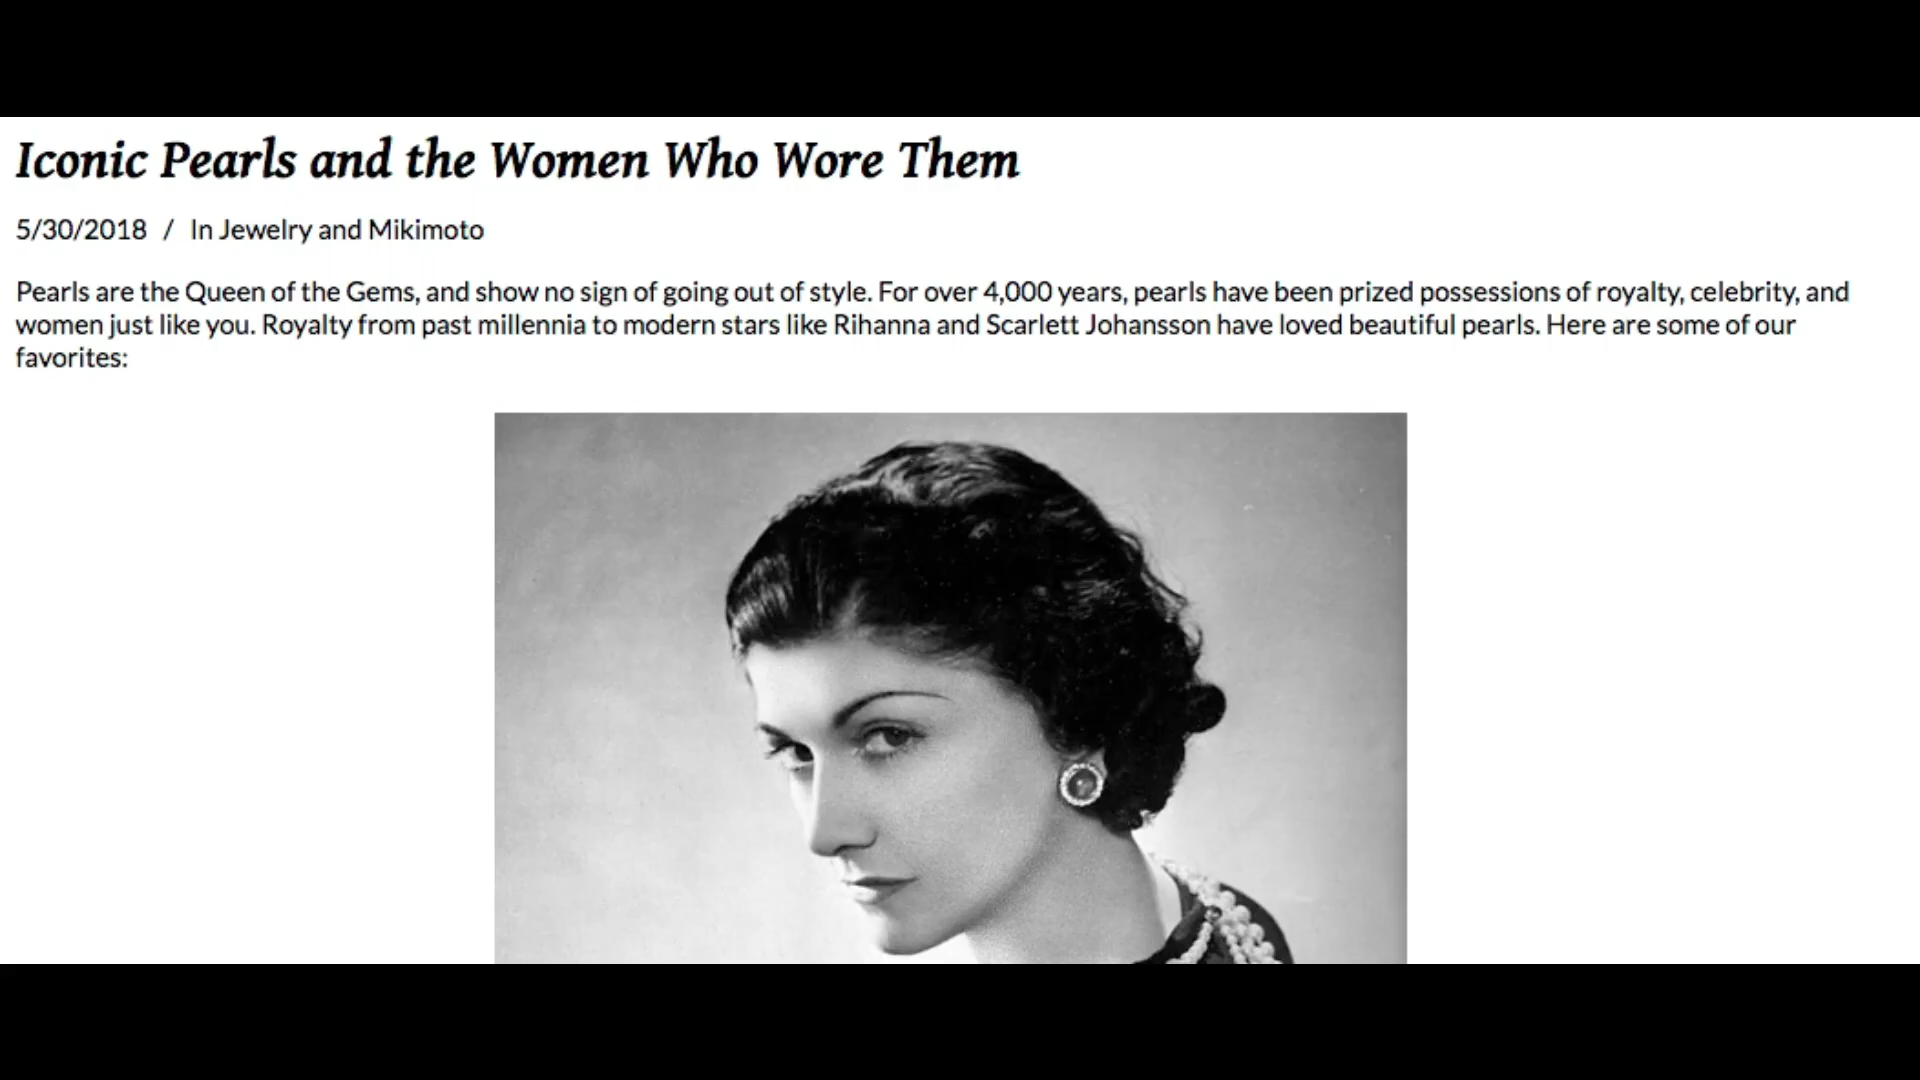 Iconic Pearls and the Women Who Wore Them
5/30/2018 / In Jewelry and Mikimoto
Pearls are the Queen of the Gems, and show no sign of going out of style. For over 4,000 years, pearls have been prized possessions of royalty, celebrity, and
women just like you. Royalty from past millennia to modern stars like Rihanna and Scarlett Johansson have loved beautiful pearls. Here are some of our
favorites: